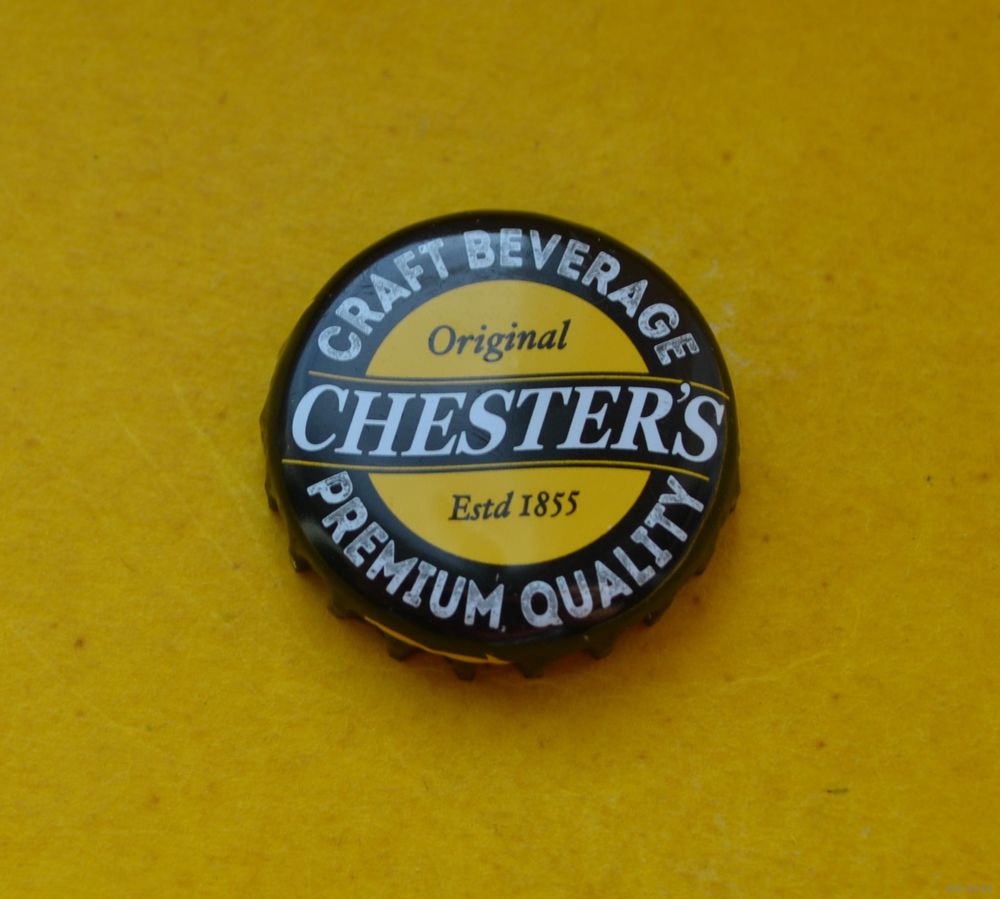 CRAFT BEVERAGE
Original
CHESTER'S
Estd 1855
PREMIUM QUALITY